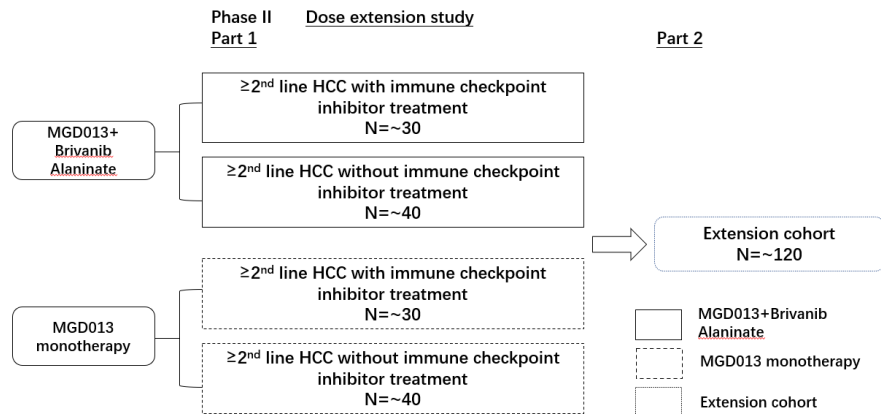 Phase II Dose extension study
Part 1
Part 2
≥2nd line HCC with immune checkpoint
inhibitor treatment
N=~30
MGD013+
Brivanib
Alaninate
≥2nd line HCC without immune checkpoint
inhibitor treatment
N=~40
Extension cohort
N=~120
≥2nd line HCC with immune checkpoint
inhibitor treatment
N=~30
MGD013
monotherapy
≥2nd line HCC without immune checkpoint
inhibitor treatment
N=~40
MGD013+Brivanib
Alaninate
MGD013 monotherapy
Extension cohort